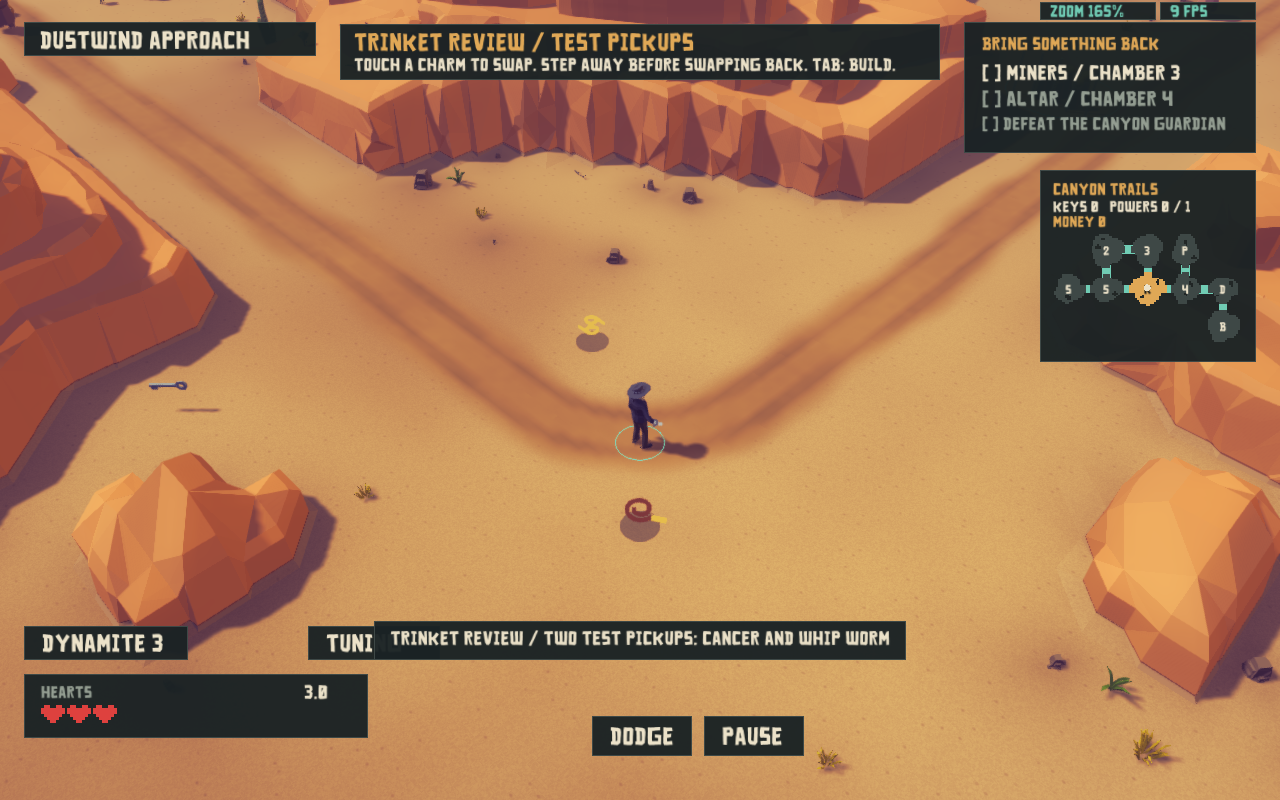 ZOOM 165%
9 FPS
DUSTWIND APPROACH
TRINKET REVIEW / TEST PICKUPS
TOUCH A CHARM TO SWAP. STEP AWAY BEFORE SWAPPING BACK. TAB: BUILD.
BRING SOMETHING BACK
[ ] MINERS / CHAMBER 3
[ ] ALTAR / CHAMBER 4
[ ] DEFEAT THE CANYON GUARDIAN
CANYON TRAILS
KEYS 0 POWERS 0 / 1
MONEY 0
2 3 P
S S 4 D
B
DYNAMITE 3
TUNI
TRINKET REVIEW / TWO TEST PICKUPS: CANCER AND WHIP WORM
HEARTS 3.0
DODGE
PAUSE